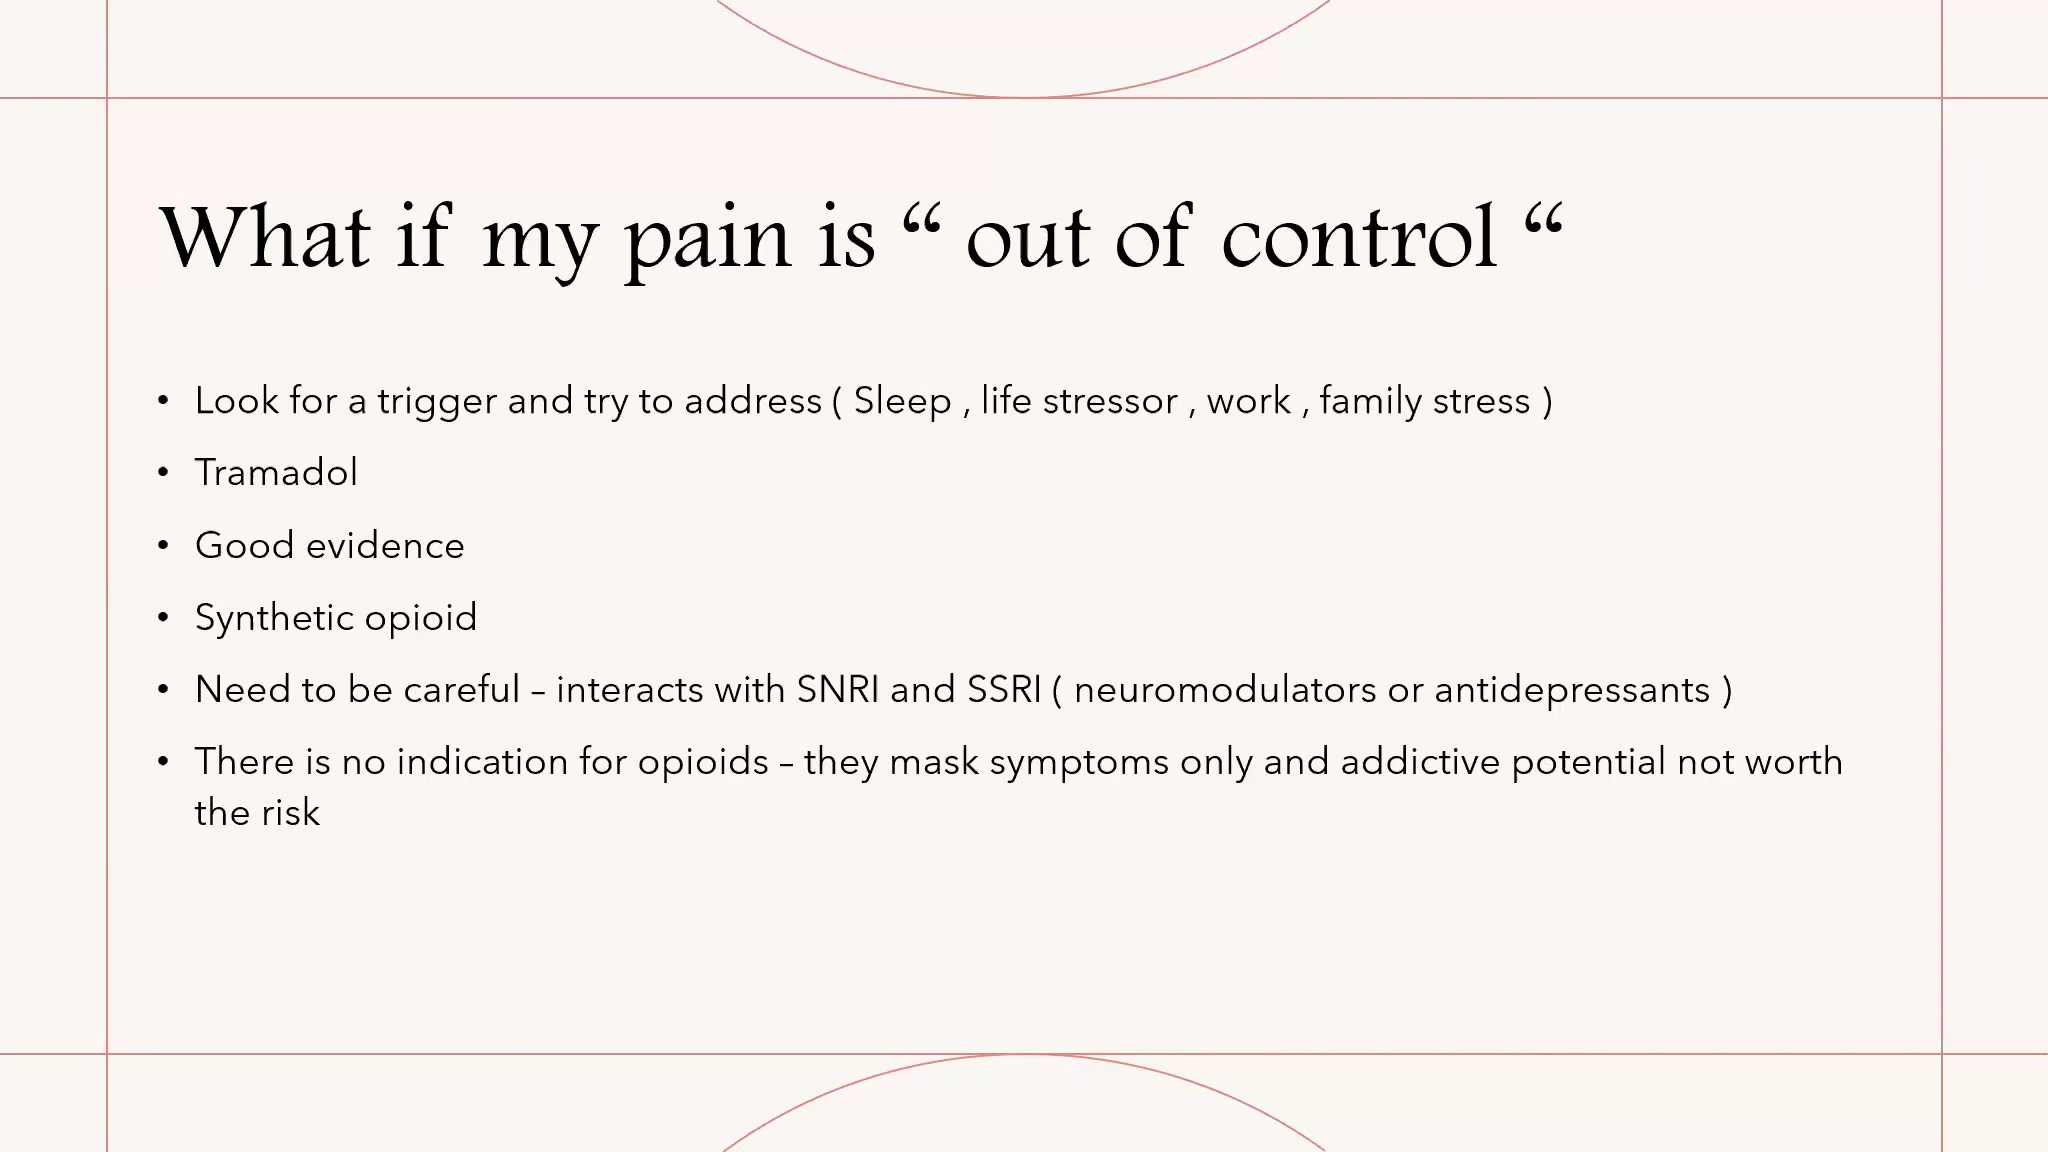 What if my pain is “ out of control “
• Look for a trigger and try to address ( Sleep , life stressor , work , family stress )
• Tramadol
• Good evidence
• Synthetic opioid
• Need to be careful – interacts with SNRI and SSRI ( neuromodulators or antidepressants )
• There is no indication for opioids – they mask symptoms only and addictive potential not worth
the risk